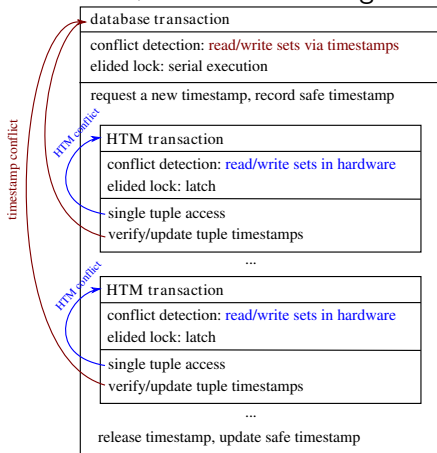 database transaction
conflict detection: read/write sets via timestamps
elided lock: serial execution
request a new timestamp, record safe timestamp
HTM conflict
HTM transaction
conflict detection: read/write sets in hardware
elided lock: latch
single tuple access
verify/update tuple timestamps
...
timestamp conflict
HTM conflict
HTM transaction
conflict detection: read/write sets in hardware
elided lock: latch
single tuple access
verify/update tuple timestamps
...
release timestamp, update safe timestamp